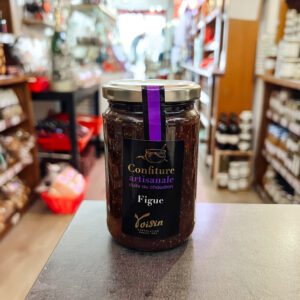 Confiture
artisanale
cuite au chaudron
Figue
Voisin